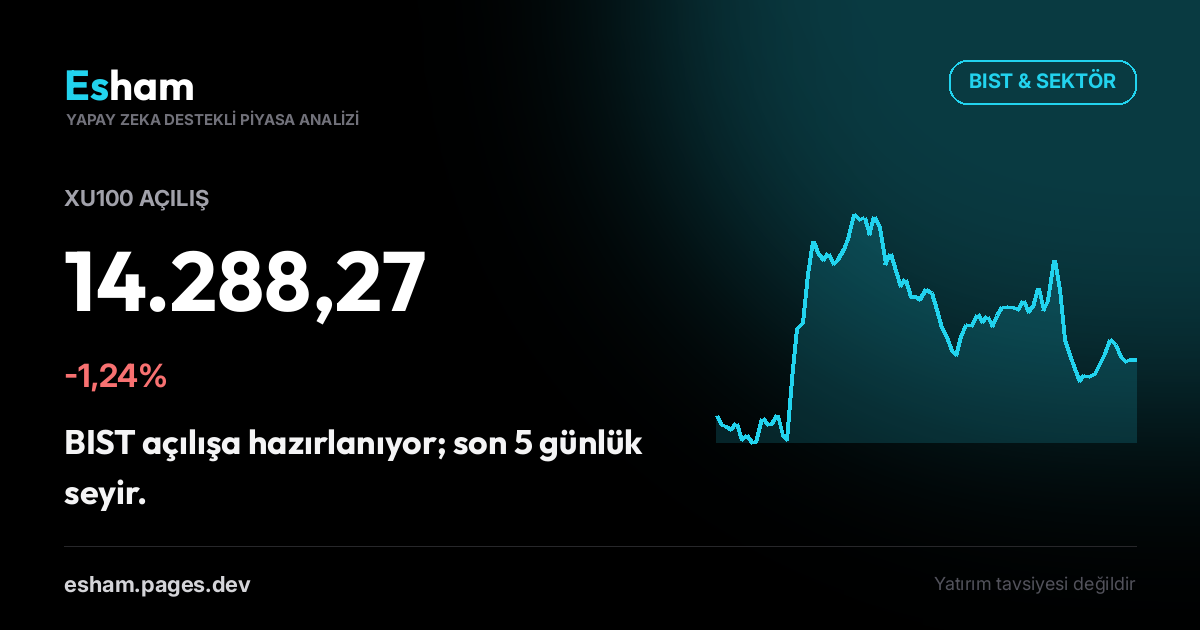 Esham
YAPAY ZEKA DESTEKLİ PİYASA ANALİZİ
BIST & SEKTÖR
XU100 AÇILIŞ
14.288,27
-1,24%
BIST açılışa hazırlanıyor; son 5 günlük
seyir.
esham.pages.dev
Yatırım tavsiyesi değildir